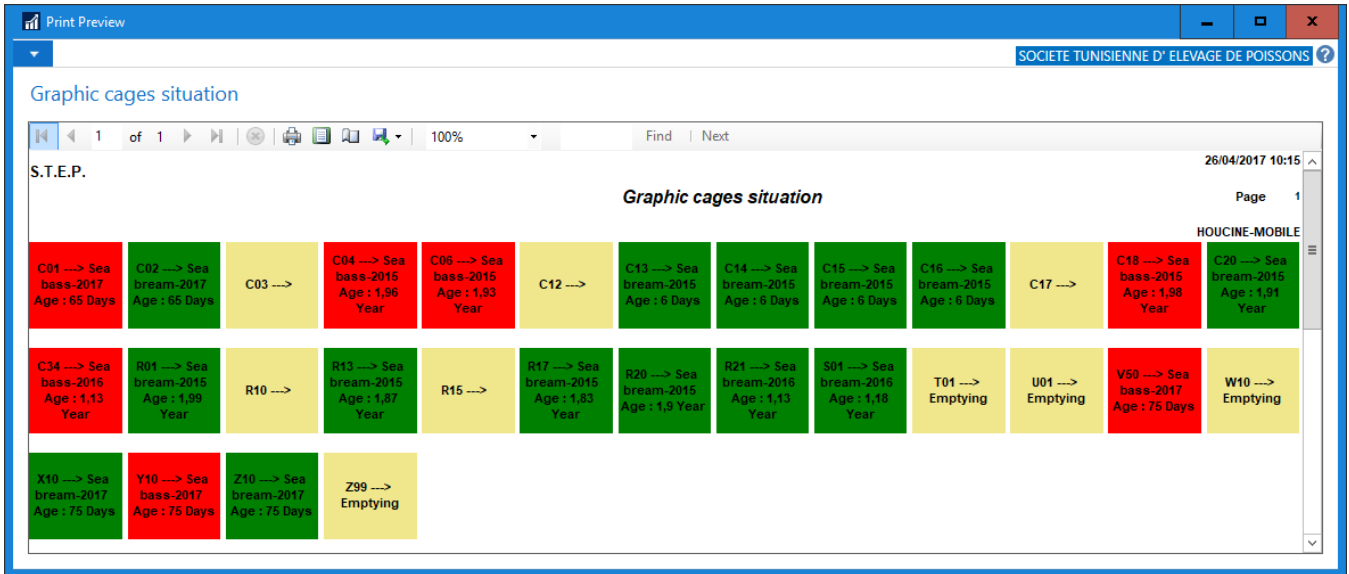 Print Preview
SOCIETE TUNISIENNE D' ELEVAGE DE POISSONS
Graphic cages situation
1 of 1 100% Find | Next
26/04/2017 10:15
S.T.E.P.
Graphic cages situation
Page 1
HOUCINE-MOBILE
C01 ---> Sea
bass-2017
Age : 65 Days
C02 ---> Sea
bream-2017
Age : 65 Days
C03 --->
C04 ---> Sea
bass-2015
Age : 1,96
Year
C06 ---> Sea
bass-2015
Age : 1,93
Year
C12 --->
C13 ---> Sea
bream-2015
Age : 6 Days
C14 ---> Sea
bream-2015
Age : 6 Days
C15 ---> Sea
bream-2015
Age : 6 Days
C16 ---> Sea
bream-2015
Age : 6 Days
C17 --->
C18 ---> Sea
bass-2015
Age : 1,98
Year
C20 ---> Sea
bream-2015
Age : 1,91
Year
C34 ---> Sea
bass-2016
Age : 1,13
Year
R01 ---> Sea
bream-2015
Age : 1,99
Year
R10 --->
R13 ---> Sea
bream-2015
Age : 1,87
Year
R15 --->
R17 ---> Sea
bream-2015
Age : 1,83
Year
R20 ---> Sea
bream-2015
Age : 1,9 Year
R21 ---> Sea
bream-2016
Age : 1,13
Year
S01 ---> Sea
bream-2016
Age : 1,18
Year
T01 --->
Emptying
U01 --->
Emptying
V50 ---> Sea
bass-2017
Age : 75 Days
W10 --->
Emptying
X10 ---> Sea
bream-2017
Age : 75 Days
Y10 ---> Sea
bass-2017
Age : 75 Days
Z10 ---> Sea
bream-2017
Age : 75 Days
Z99 --->
Emptying